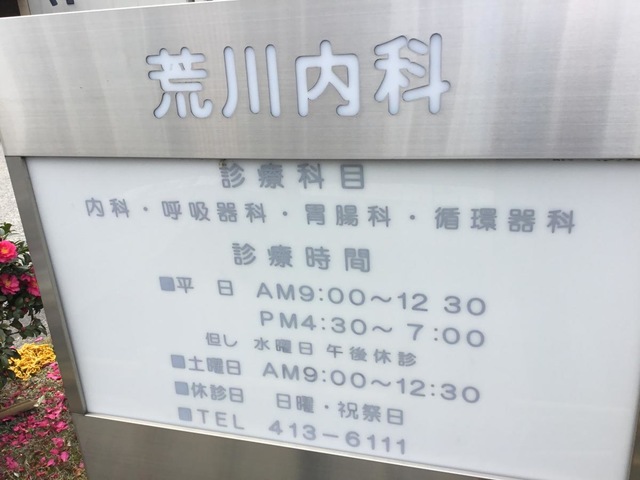 荒川内科
診療科目
内科・呼吸器科・胃腸科・循環器科
診療時間
■平 日 AM9:00〜12 30
PM4:30〜 7:00
但し 水曜日 午後休診
■土曜日 AM9:00〜12:30
■休診日 日曜・祝祭日
■TEL 413-6111